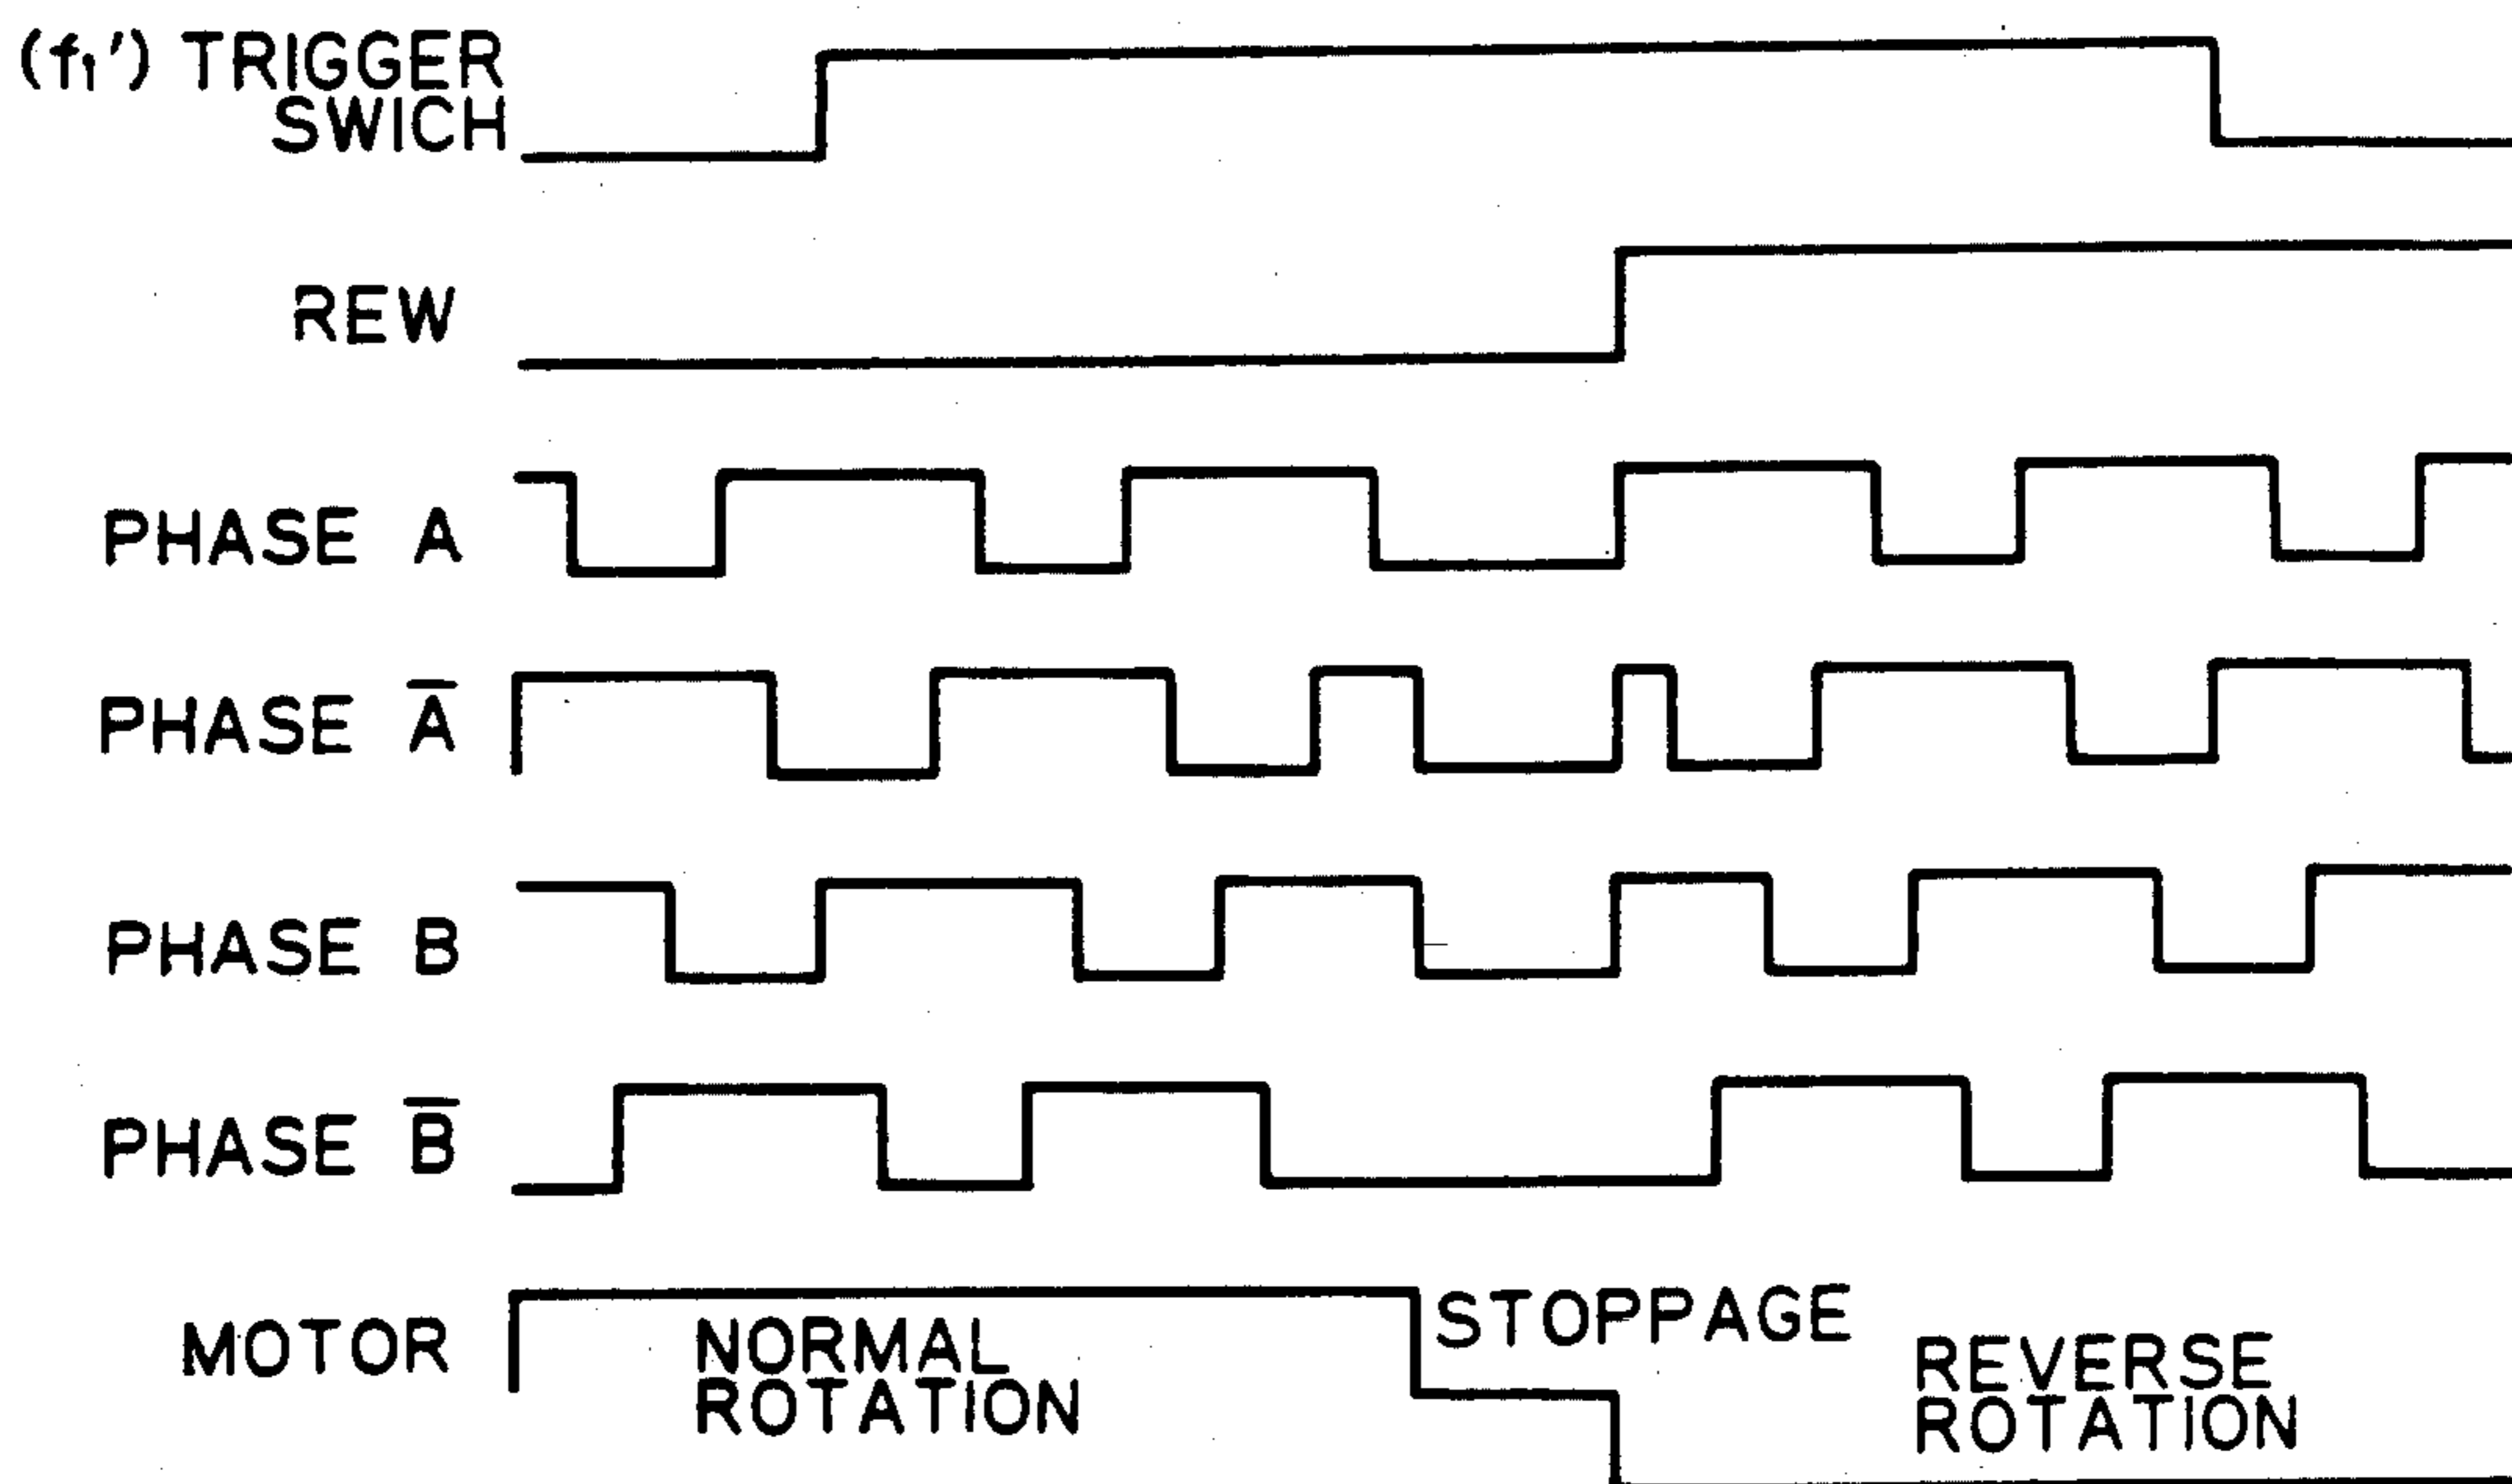 (f₁') TRIGGER
SWICH
REW
PHASE A
PHASE A̅
PHASE B
PHASE B̅
MOTOR
NORMAL
ROTATION
STOPPAGE
REVERSE
ROTATION